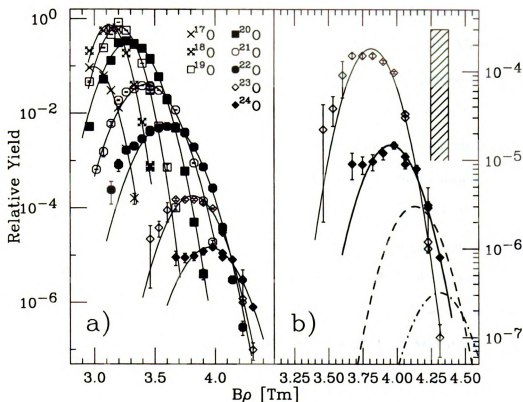 10⁰
10⁻²
10⁻⁴
10⁻⁶
Relative Yield
¹⁷O
¹⁸O
¹⁹O
²⁰O
²¹O
²²O
²³O
²⁴O
a)
b)
10⁻⁴
10⁻⁵
10⁻⁶
10⁻⁷
3.0 3.5 4.0 3.25 3.50 3.75 4.00 4.25 4.50
Bρ [Tm]